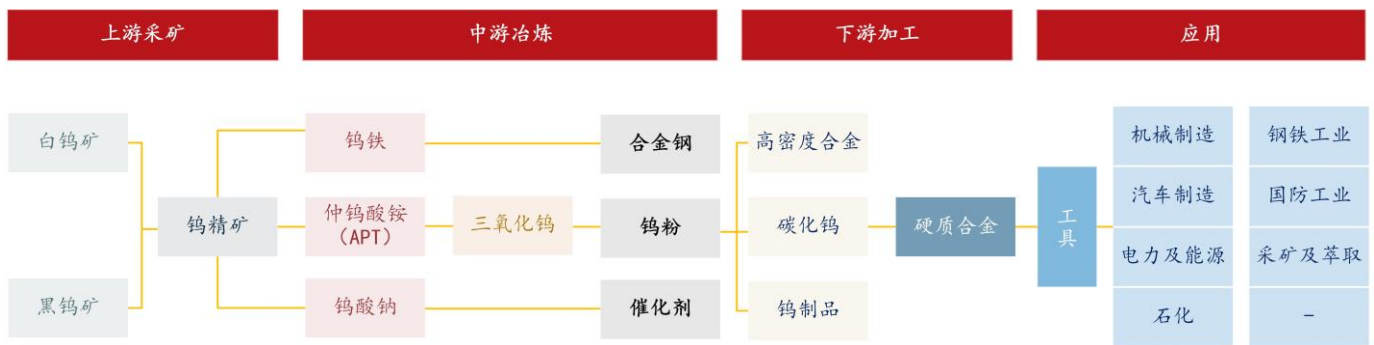 上游采矿
中游冶炼
下游加工
应用
白钨矿
黑钨矿
钨精矿
钨铁
仲钨酸铵
（APT）
钨酸钠
三氧化钨
合金钢
钨粉
催化剂
高密度合金
碳化钨
钨制品
硬质合金
工
具
机械制造
钢铁工业
汽车制造
国防工业
电力及能源
采矿及萃取
石化
–